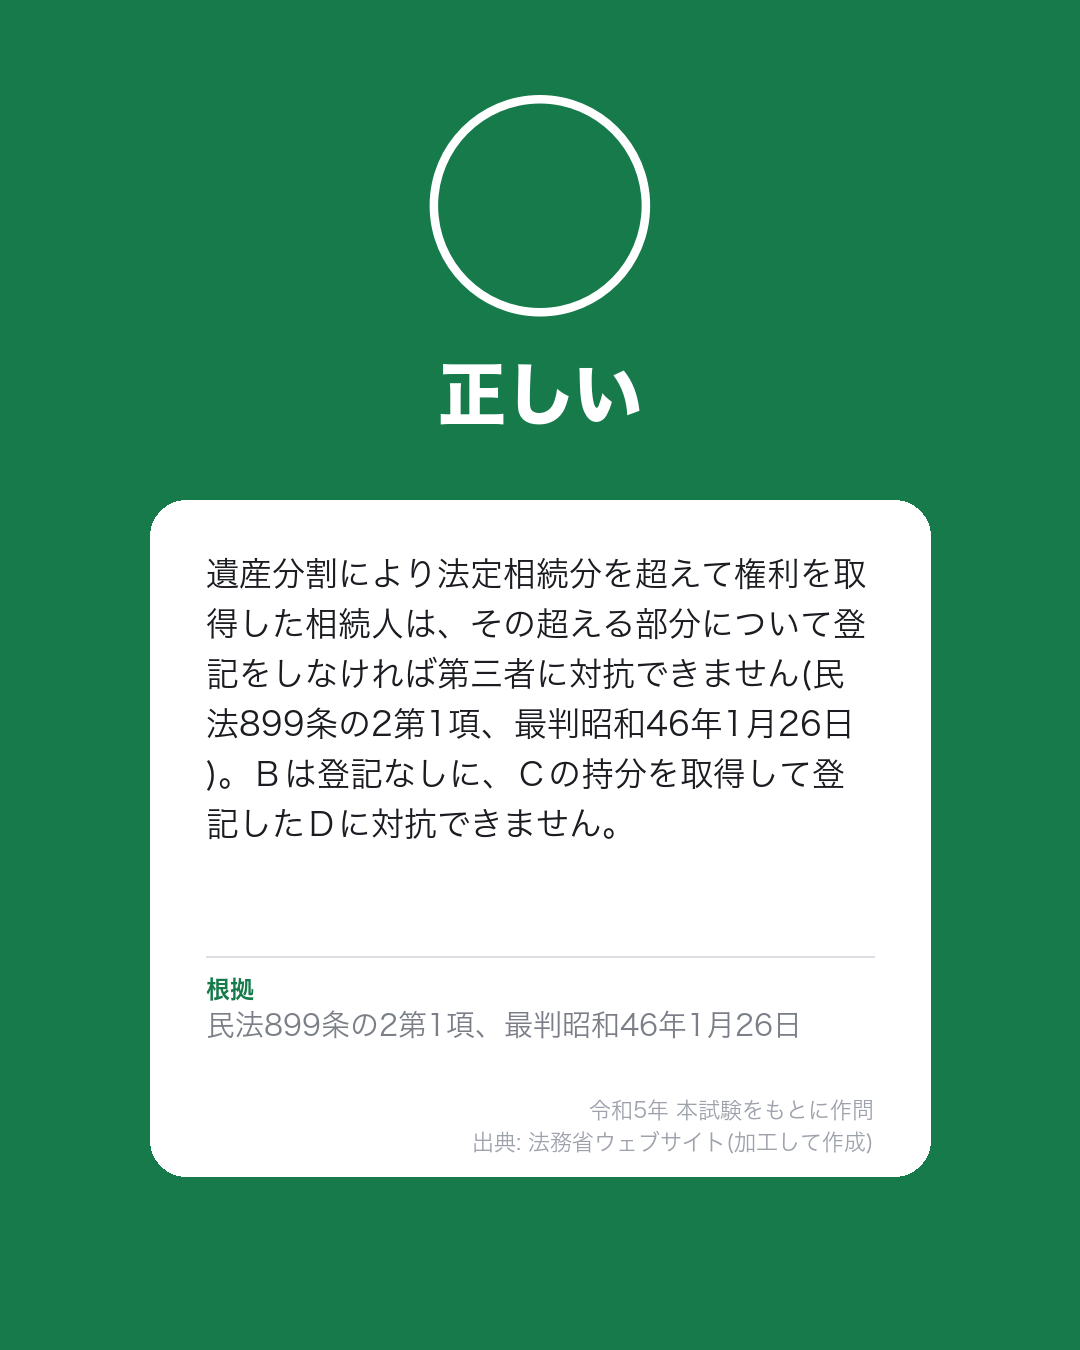 正しい
遺産分割により法定相続分を超えて権利を取
得した相続人は、その超える部分について登
記をしなければ第三者に対抗できません(民
法899条の2第1項、最判昭和46年1月26日
)。Ｂは登記なしに、Ｃの持分を取得して登
記したＤに対抗できません。
根拠
民法899条の2第1項、最判昭和46年1月26日
令和5年 本試験をもとに作問
出典: 法務省ウェブサイト(加工して作成)